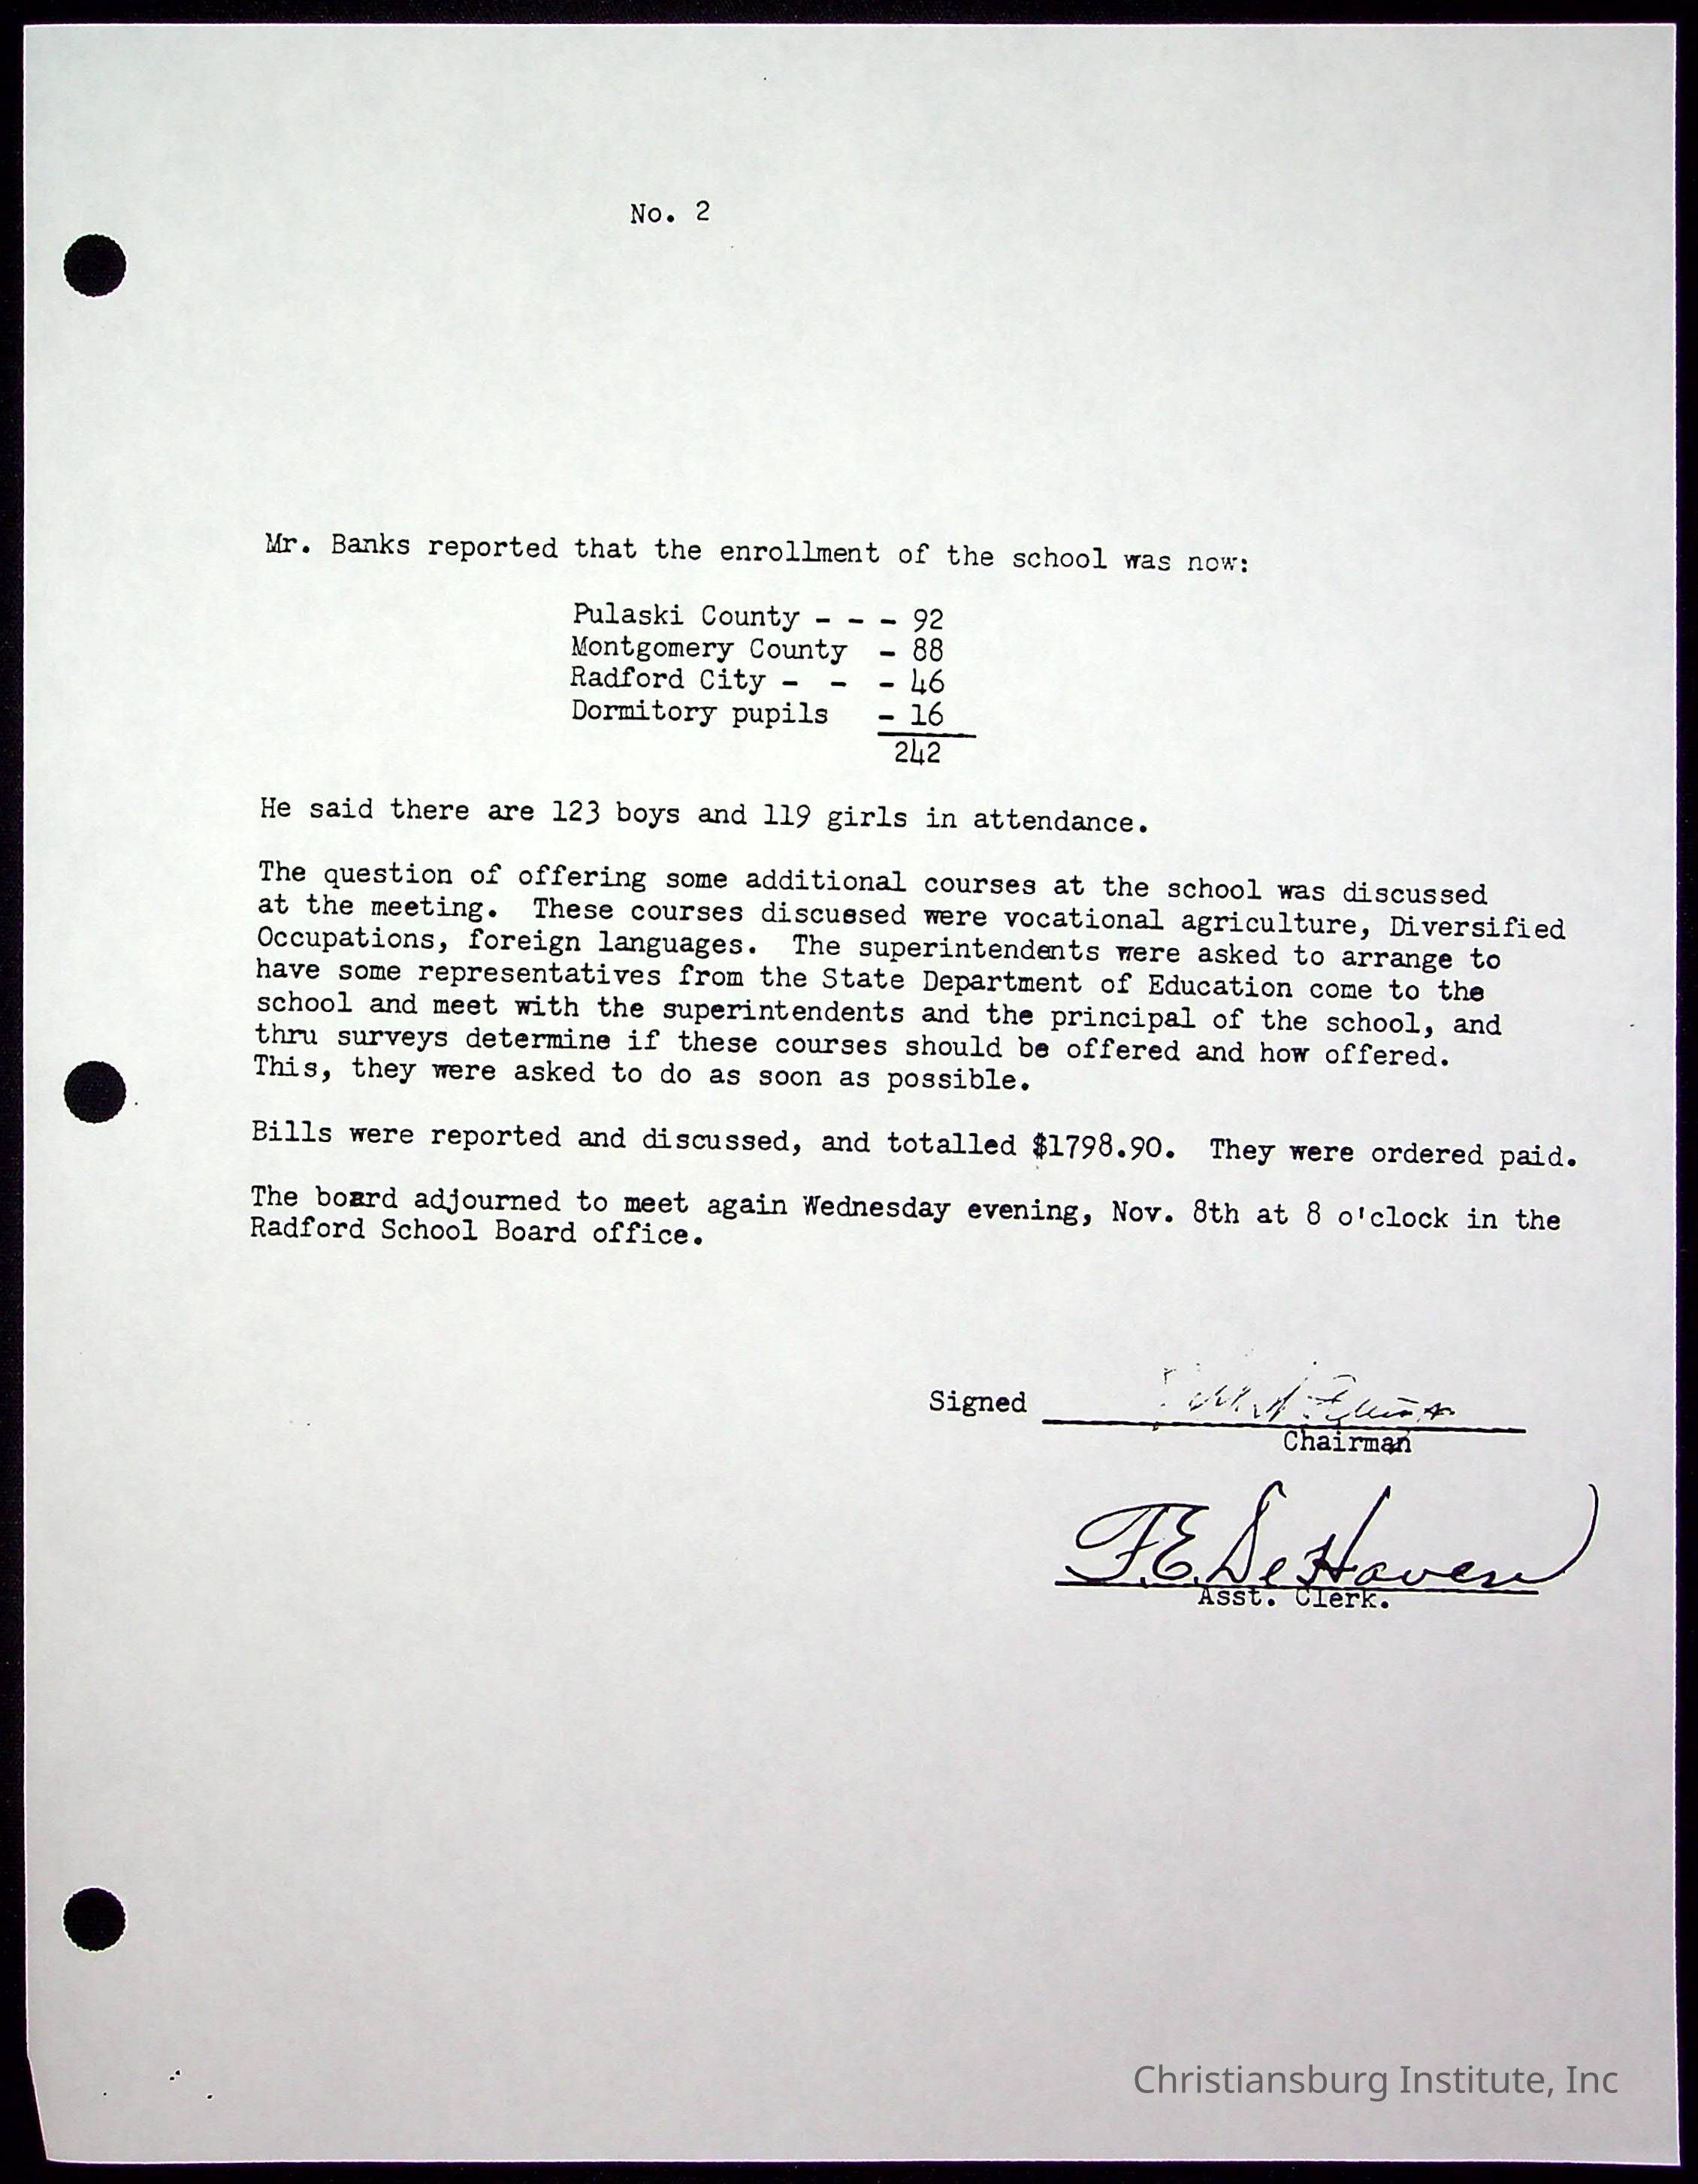 No. 2
Mr. Banks reported that the enrollment of the school was now:
Pulaski County - - - 92
Montgomery County - 88
Radford City - - - 46
Dormitory pupils - 16
242
He said there are 123 boys and 119 girls in attendance.
The question of offering some additional courses at the school was discussed
at the meeting. These courses discussed were vocational agriculture, Diversified
Occupations, foreign languages. The superintendents were asked to arrange to
have some representatives from the State Department of Education come to the
school and meet with the superintendents and the principal of the school, and
thru surveys determine if these courses should be offered and how offered.
This, they were asked to do as soon as possible.
Bills were reported and discussed, and totalled $1798.90. They were ordered paid.
The board adjourned to meet again Wednesday evening, Nov. 8th at 8 o'clock in the
Radford School Board office.
Signed
Chairman
F.E. DeHaven
Asst. Clerk.
Christiansburg Institute, Inc